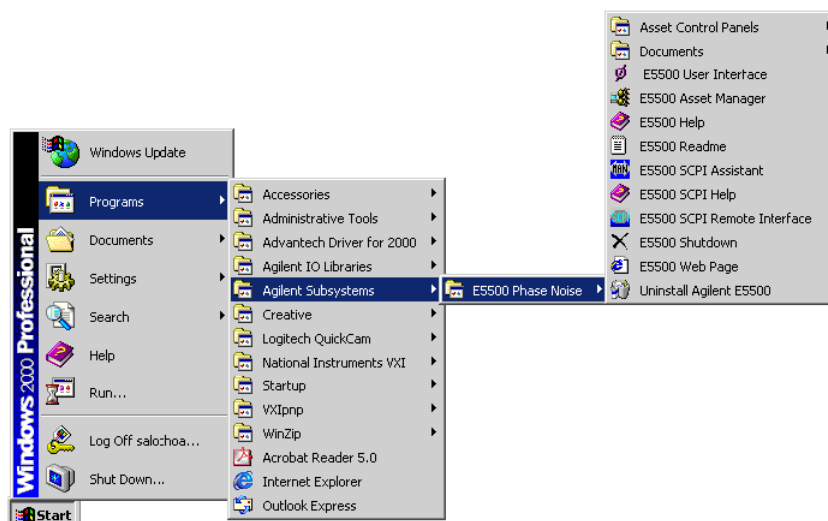 Windows 2000 Professional
Windows Update
Programs
Documents
Settings
Search
Help
Run...
Log Off salo:hoa...
Shut Down...
Start
Accessories
Administrative Tools
Advantech Driver for 2000
Agilent IO Libraries
Agilent Subsystems
Creative
Logitech QuickCam
National Instruments VXI
Startup
VXIpnp
WinZip
Acrobat Reader 5.0
Internet Explorer
Outlook Express
E5500 Phase Noise
Asset Control Panels
Documents
E5500 User Interface
E5500 Asset Manager
E5500 Help
E5500 Readme
E5500 SCPI Assistant
E5500 SCPI Help
E5500 SCPI Remote Interface
E5500 Shutdown
E5500 Web Page
Uninstall Agilent E5500